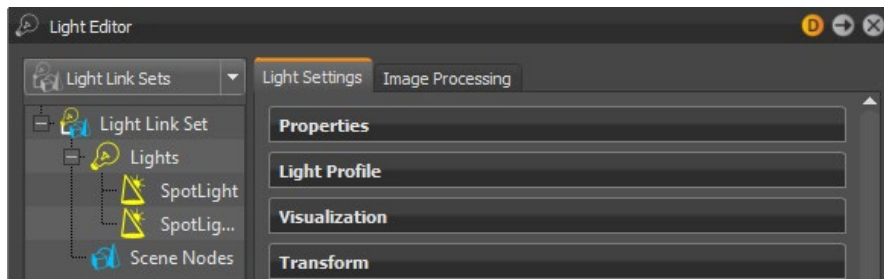 Light Editor
D
Light Link Sets
Light Settings
Image Processing
Light Link Set
Lights
SpotLight
SpotLig...
Scene Nodes
Properties
Light Profile
Visualization
Transform